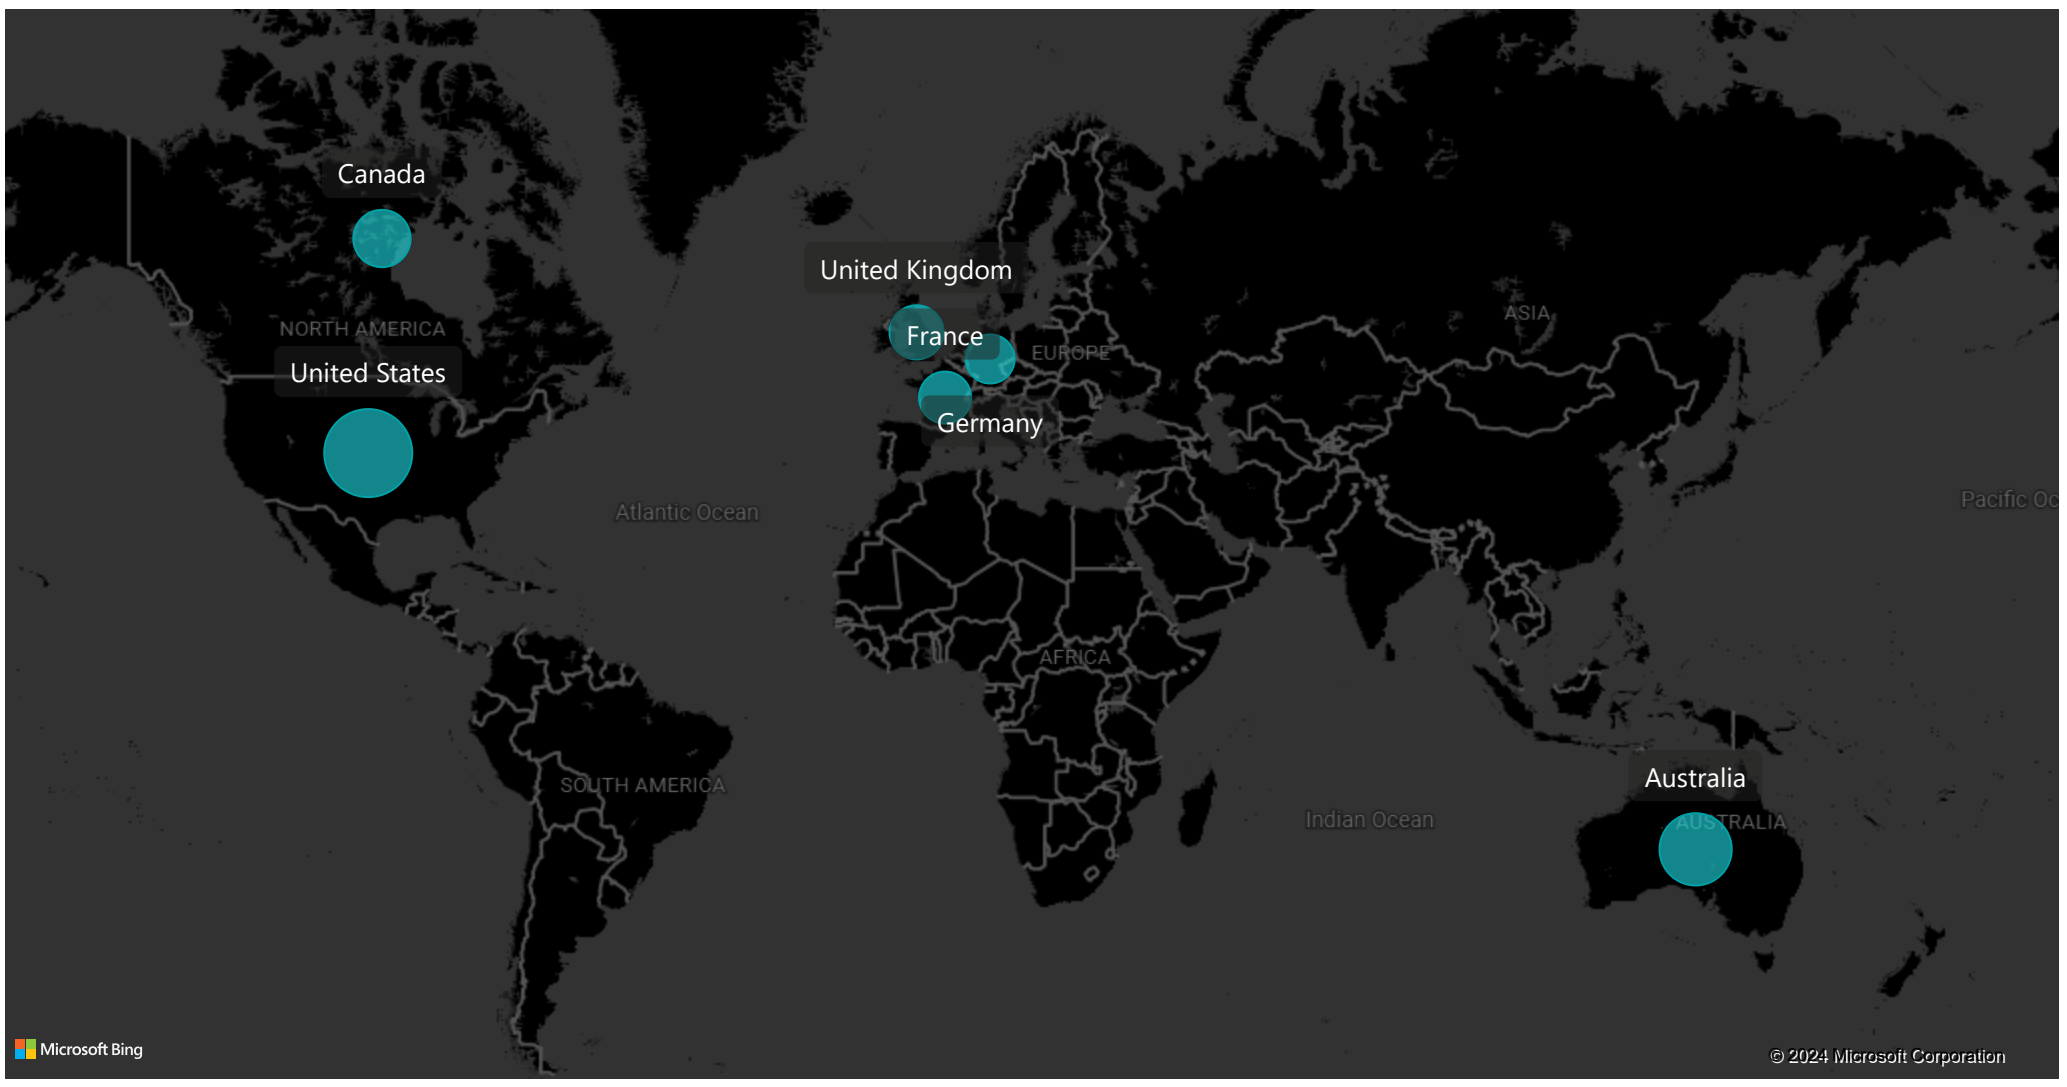 Canada
United Kingdom
ASIA
NORTH AMERICA
France
EUROPE
United States
Germany
Atlantic Ocean
Pacific Oc
AFRICA
Australia
SOUTH AMERICA
Indian Ocean
AUSTRALIA
Microsoft Bing
© 2024 Microsoft Corporation